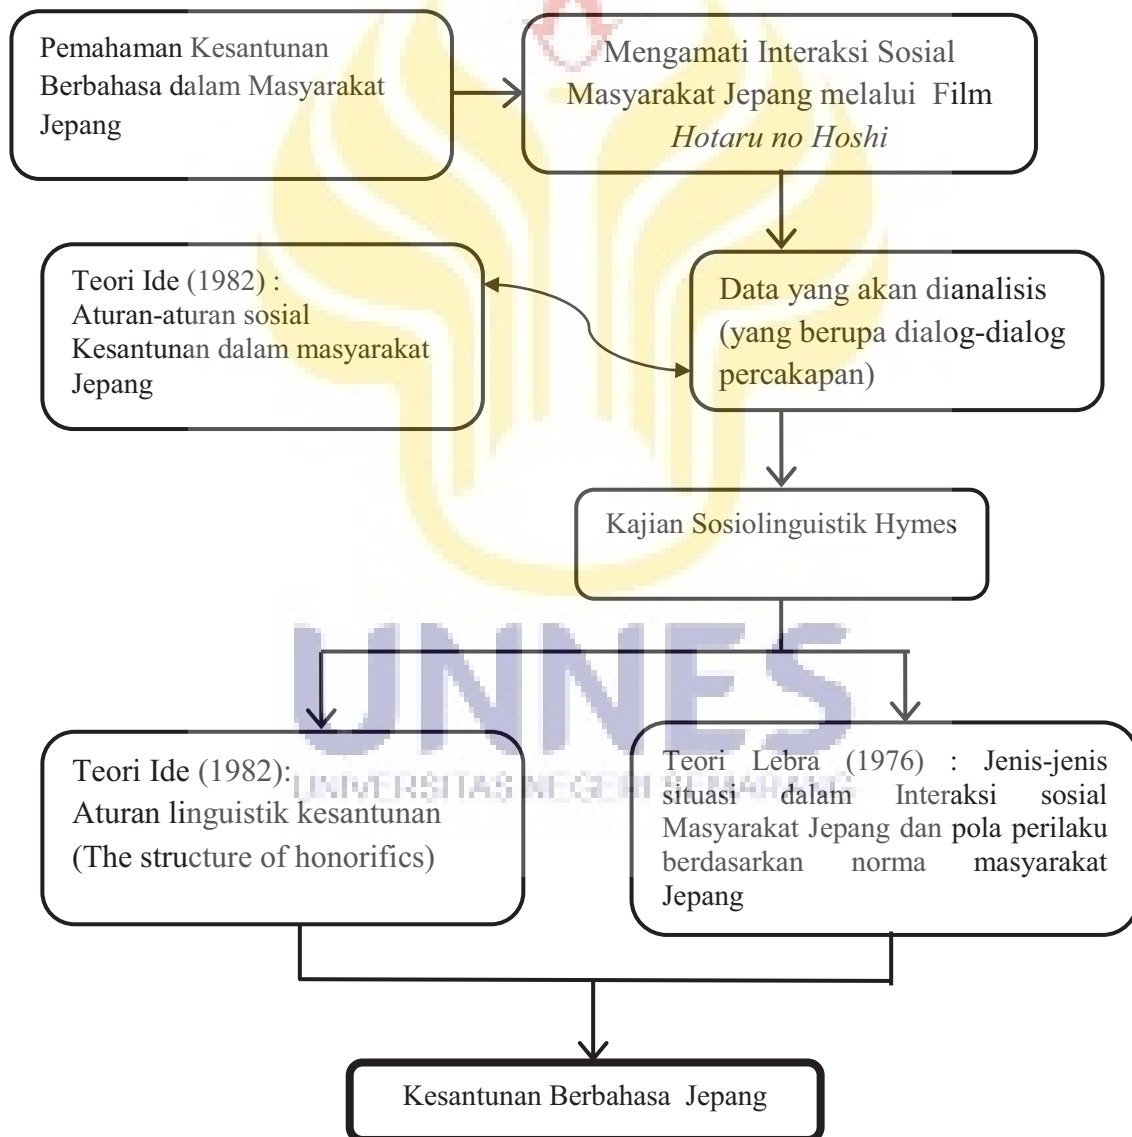 Pemahaman Kesantunan
Berbahasa dalam Masyarakat
Jepang
Mengamati Interaksi Sosial
Masyarakat Jepang melalui Film
Hotaru no Hoshi
Teori Ide (1982) :
Aturan-aturan sosial
Kesantunan dalam masyarakat
Jepang
Data yang akan dianalisis
(yang berupa dialog-dialog
percakapan)
Kajian Sosiolinguistik Hymes
UNNES
UNIVERSITAS NEGERI SEMARANG
Teori Ide (1982):
Aturan linguistik kesantunan
(The structure of honorifics)
Teori Lebra (1976) : Jenis-jenis
situasi dalam Interaksi sosial
Masyarakat Jepang dan pola perilaku
berdasarkan norma masyarakat
Jepang
Kesantunan Berbahasa Jepang